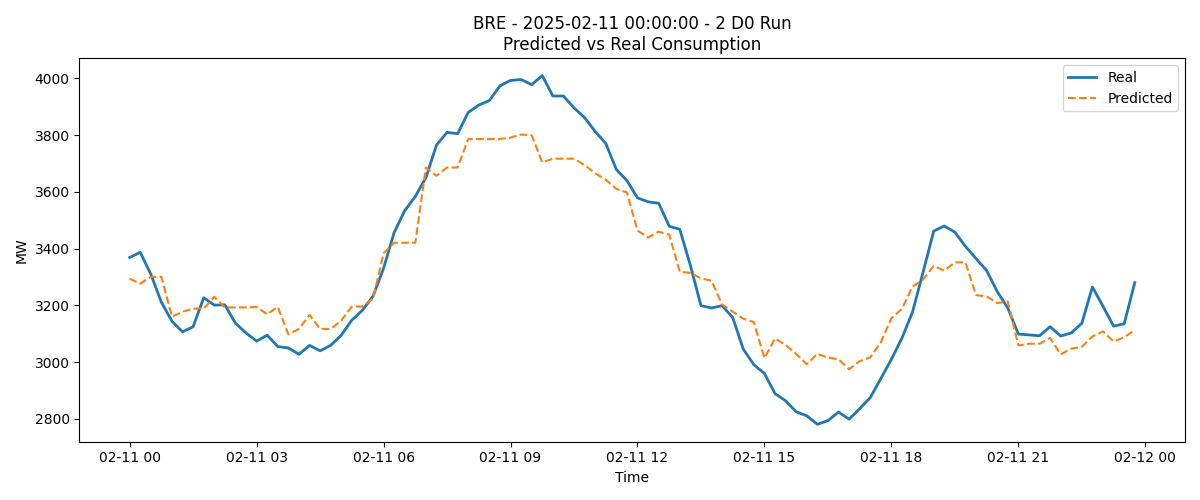 BRE - 2025-02-11 00:00:00 - 2 D0 Run
Predicted vs Real Consumption
Real
Predicted
MW
4000
3800
3600
3400
3200
3000
2800
02-11 00
02-11 03
02-11 06
02-11 09
02-11 12
02-11 15
02-11 18
02-11 21
02-12 00
Time